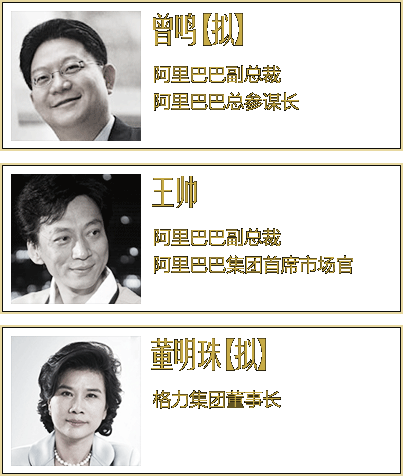 曾鸣【拟】
阿里巴巴副总裁
阿里巴巴总参谋长
王帅
阿里巴巴副总裁
阿里巴巴集团首席市场官
董明珠【拟】
格力集团董事长